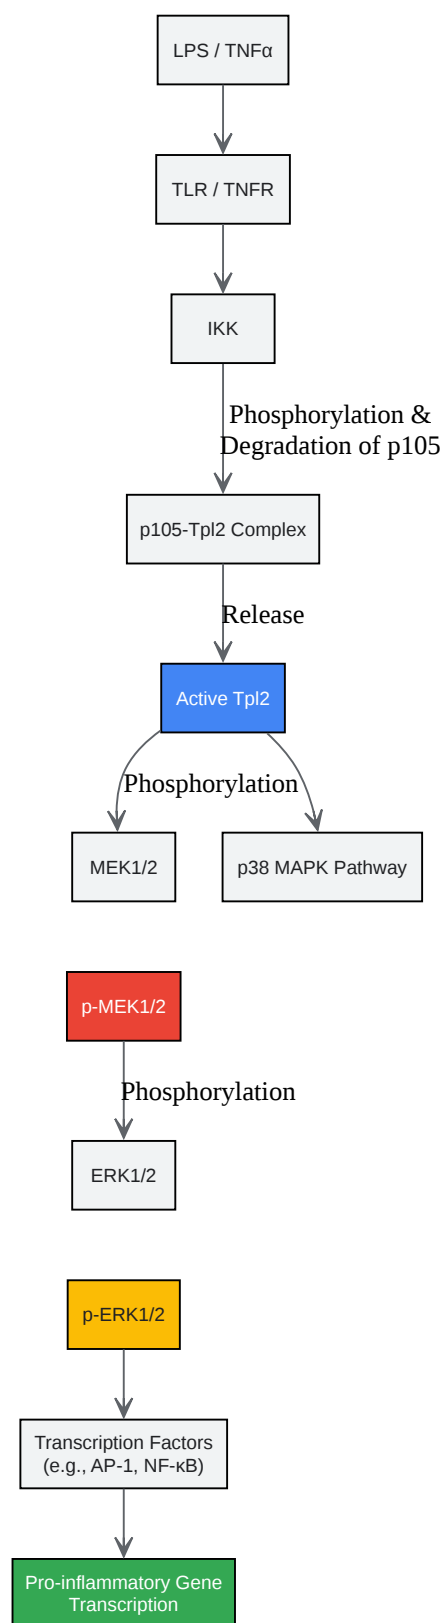 LPS / TNFα
TLR / TNFR
IKK
Phosphorylation &
Degradation of p105
p105-Tpl2 Complex
Release
Active Tpl2
Phosphorylation
MEK1/2
p38 MAPK Pathway
p-MEK1/2
Phosphorylation
ERK1/2
p-ERK1/2
Transcription Factors
(e.g., AP-1, NF-κB)
Pro-inflammatory Gene
Transcription